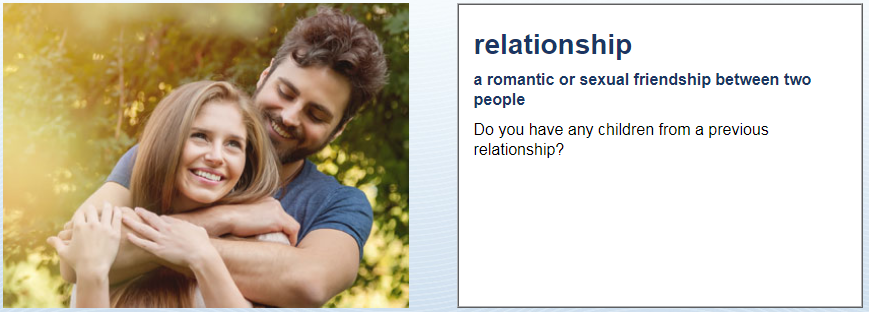 relationship
a romantic or sexual friendship between two
people
Do you have any children from a previous
relationship?